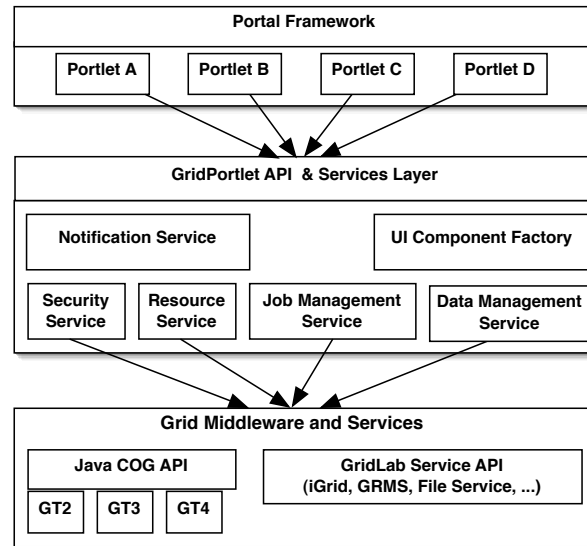 Portal Framework
Portlet A
Portlet B
Portlet C
Portlet D
GridPortlet API & Services Layer
Notification Service
UI Component Factory
Security
Service
Resource
Service
Job Management
Service
Data Management
Service
Grid Middleware and Services
Java COG API
GridLab Service API
(iGrid, GRMS, File Service, ...)
GT2
GT3
GT4